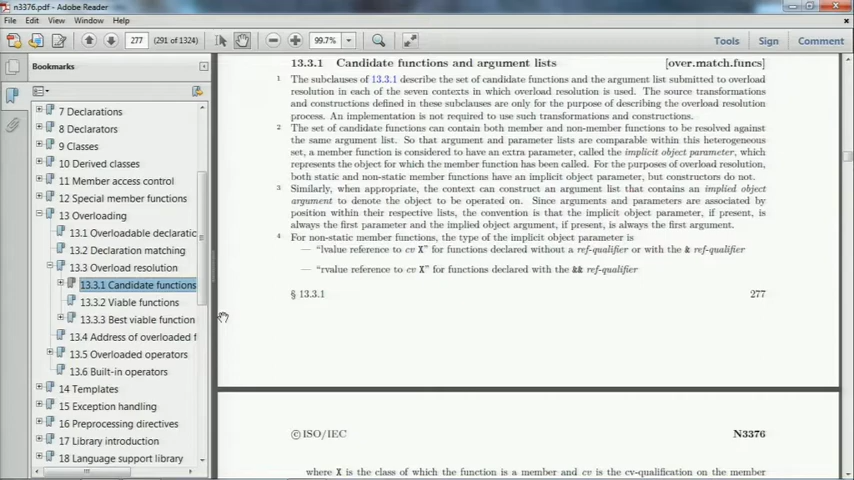 n3376.pdf - Adobe Reader
File Edit View Window Help
277 (291 of 1324) 99.7% Tools Sign Comment
Bookmarks
7 Declarations
8 Declarators
9 Classes
10 Derived classes
11 Member access control
12 Special member functions
13 Overloading
13.1 Overloadable declaratic
13.2 Declaration matching
13.3 Overload resolution
13.3.1 Candidate functions
13.3.2 Viable functions
13.3.3 Best viable function
13.4 Address of overloaded f
13.5 Overloaded operators
13.6 Built-in operators
14 Templates
15 Exception handling
16 Preprocessing directives
17 Library introduction
18 Language support library
13.3.1 Candidate functions and argument lists [over.match.funcs]
1 The subclauses of 13.3.1 describe the set of candidate functions and the argument list submitted to overload
resolution in each of the seven contexts in which overload resolution is used. The source transformations
and constructions defined in these subclauses are only for the purpose of describing the overload resolution
process. An implementation is not required to use such transformations and constructions.
2 The set of candidate functions can contain both member and non-member functions to be resolved against
the same argument list. So that argument and parameter lists are comparable within this heterogeneous
set, a member function is considered to have an extra parameter, called the implicit object parameter, which
represents the object for which the member function has been called. For the purposes of overload resolution,
both static and non-static member functions have an implicit object parameter, but constructors do not.
3 Similarly, when appropriate, the context can construct an argument list that contains an implied object
argument to denote the object to be operated on. Since arguments and parameters are associated by
position within their respective lists, the convention is that the implicit object parameter, if present, is
always the first parameter and the implied object argument, if present, is always the first argument.
4 For non-static member functions, the type of the implicit object parameter is
— “lvalue reference to cv X” for functions declared without a ref-qualifier or with the & ref-qualifier
— “rvalue reference to cv X” for functions declared with the && ref-qualifier
§ 13.3.1 277
©ISO/IEC N3376
where X is the class of which the function is a member and cv is the cv-qualification on the member